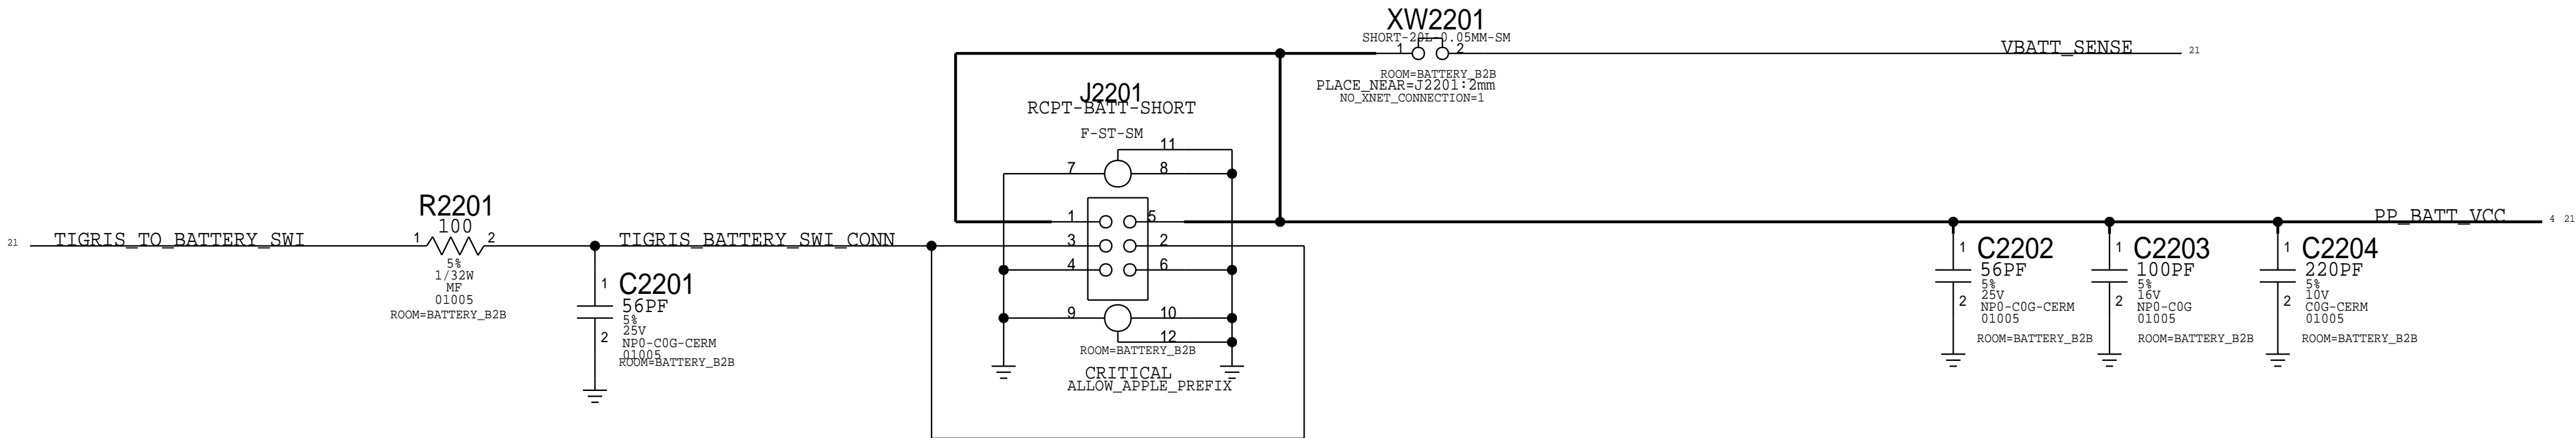 XW2201
SHORT-20L-0.05MM-SM
1 2
VBATT_SENSE 21
ROOM=BATTERY_B2B
PLACE_NEAR=J2201:2mm
NO_XNET_CONNECTION=1
J2201
RCPT-BATT-SHORT
F-ST-SM
11
7 8
1 5
3 2
4 6
9 10
12
ROOM=BATTERY_B2B
CRITICAL
ALLOW_APPLE_PREFIX
21 TIGRIS_TO_BATTERY_SWI
R2201
100
1 2
5%
1/32W
MF
01005
ROOM=BATTERY_B2B
TIGRIS_BATTERY_SWI_CONN
1
C2201
56PF
5%
25V
2
NP0-C0G-CERM
01005
ROOM=BATTERY_B2B
PP_BATT_VCC 4 21
1
C2202
56PF
5%
25V
2
NP0-C0G-CERM
01005
ROOM=BATTERY_B2B
1
C2203
100PF
5%
16V
2
NP0-C0G
01005
ROOM=BATTERY_B2B
1
C2204
220PF
5%
10V
2
C0G-CERM
01005
ROOM=BATTERY_B2B